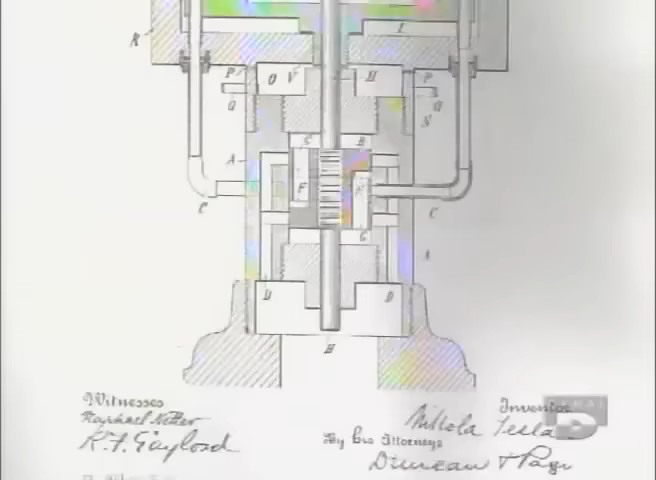 K I
P O V H P
Q Q
N
A B
F F
C C
G
A
D D
H
Witnesses
Raphael Netter
R. F. Gaylord
Inventor
Nikola Tesla
By his Attorneys
Duncan & Page